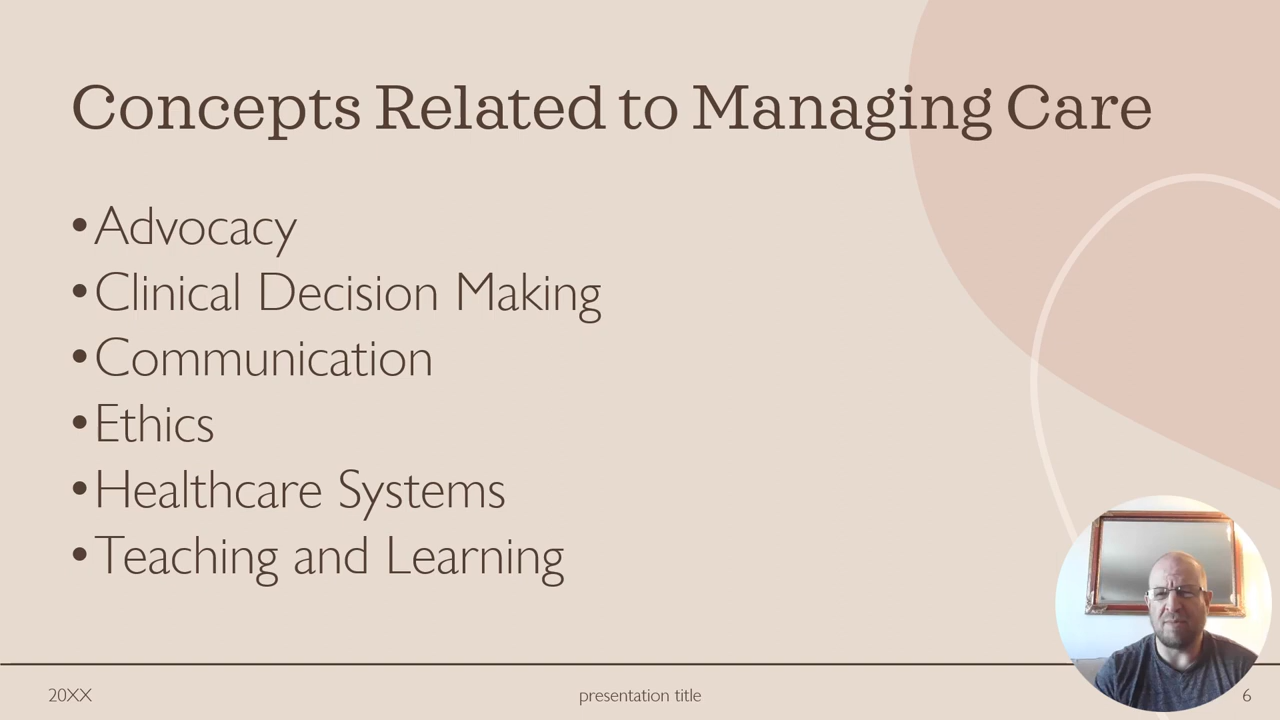 Concepts Related to Managing Care
•Advocacy
•Clinical Decision Making
•Communication
•Ethics
•Healthcare Systems
•Teaching and Learning
20XX
presentation title
6